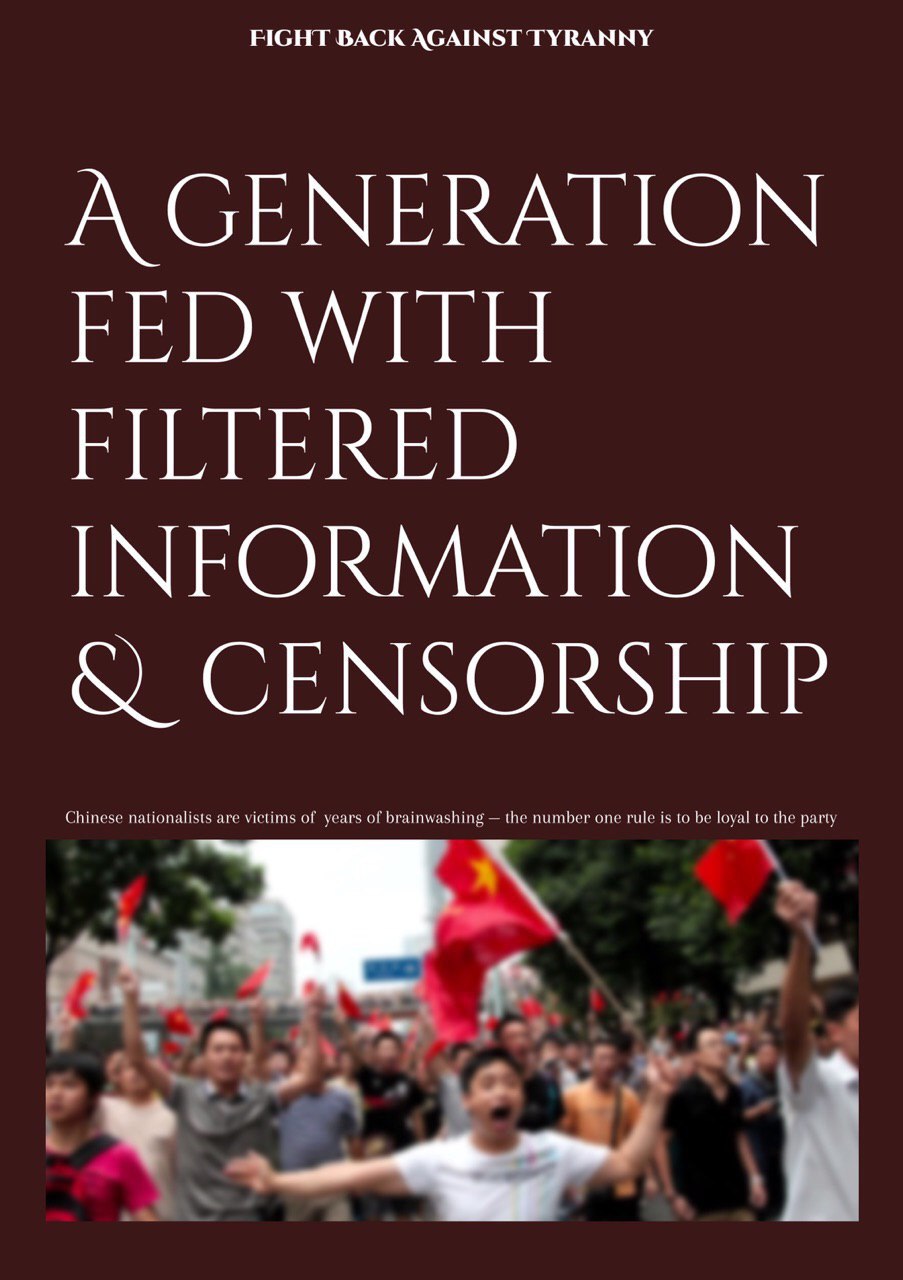 Fight Back Against Tyranny
A GENERATION
FED WITH
FILTERED
INFORMATION
& CENSORSHIP
Chinese nationalists are victims of years of brainwashing — the number one rule is to be loyal to the party